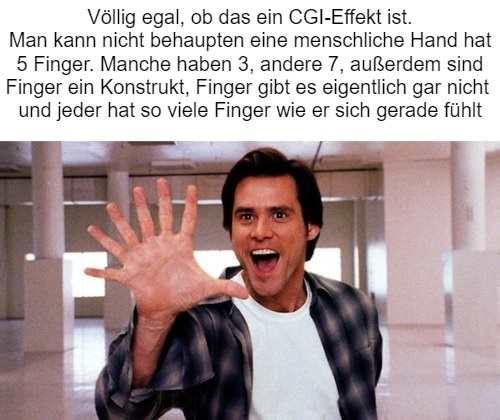 Völlig egal, ob das ein CGI-Effekt ist.
Man kann nicht behaupten eine menschliche Hand hat
5 Finger. Manche haben 3, andere 7, außerdem sind
Finger ein Konstrukt, Finger gibt es eigentlich gar nicht
und jeder hat so viele Finger wie er sich gerade fühlt